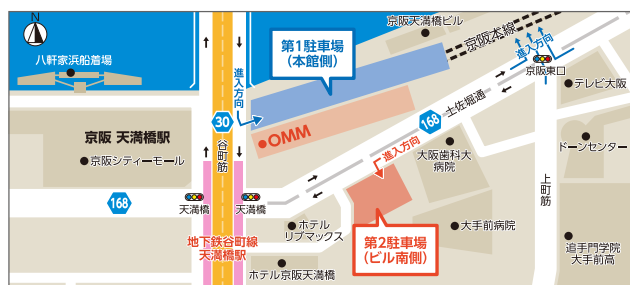 N
八軒家浜船着場
京阪天満橋ビル
第1駐車場
（本館側）
京阪本線
進入方向
京阪東口
テレビ大阪
進入方向
30
谷町筋
OMM
168
土佐堀通
京阪 天満橋駅
京阪シティーモール
進入方向
大阪歯科大
病院
ドーンセンター
上町筋
168
天満橋
天満橋
地下鉄谷町線
天満橋駅
ホテル
リブマックス
第2駐車場
（ビル南側）
大手前病院
追手門学院
大手前高
ホテル京阪天満橋